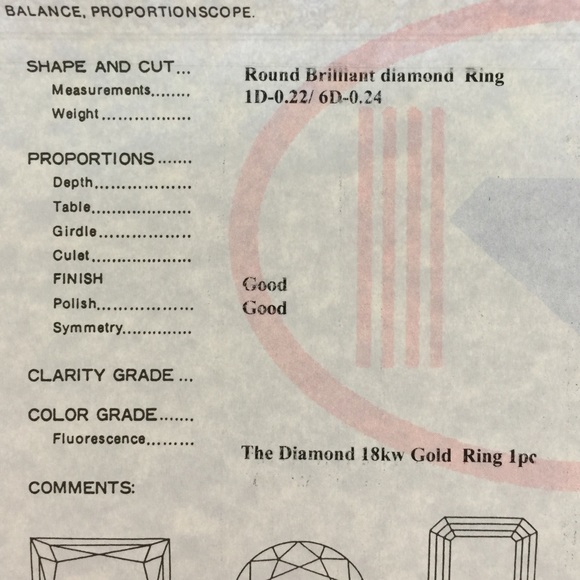 BALANCE, PROPORTIONSCOPE.
SHAPE AND CUT... Round Brilliant diamond Ring
Measurements........ 1D-0.22/ 6D-0.24
Weight.................
PROPORTIONS.......
Depth..................
Table...................
Girdle..................
Culet...................
FINISH Good
Polish.................. Good
Symmetry.............
CLARITY GRADE ...
COLOR GRADE.......
Fluorescence.........
The Diamond 18kw Gold Ring 1pc
COMMENTS: